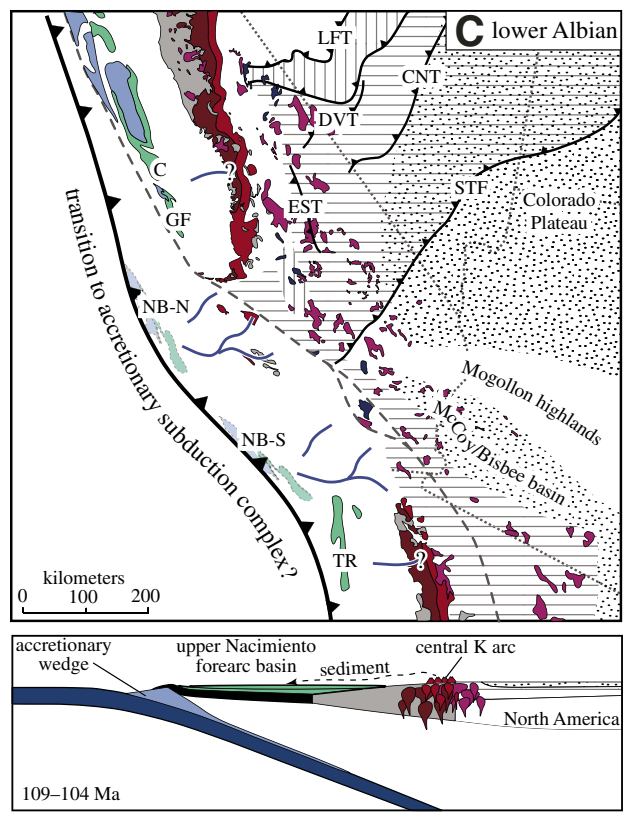 C lower Albian
LFT
CNT
DVT
C
?
STF
Colorado
Plateau
EST
GF
NB-N
transition to accretionary subduction complex?
Mogollon highlands
McCoy/Bisbee basin
NB-S
TR
?
kilometers
0 100 200
accretionary
wedge
upper Nacimiento
forearc basin
sediment
central K arc
North America
109–104 Ma